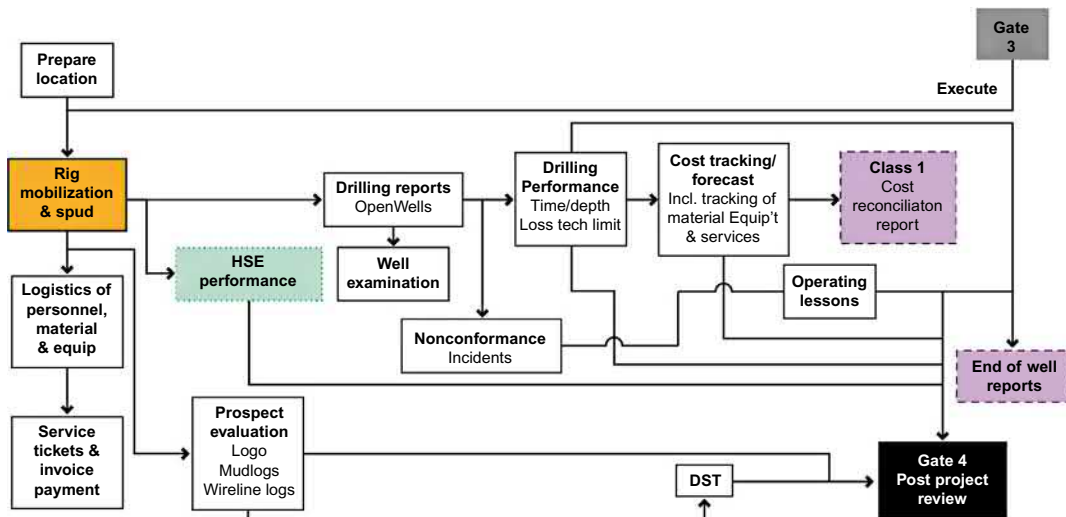 Gate
3
Prepare
location
Execute
Rig
mobilization
& spud
Drilling reports
OpenWells
Drilling
Performance
Time/depth
Loss tech limit
Cost tracking/
forecast
Incl. tracking of
material Equip't
& services
Class 1
Cost
reconciliaton
report
HSE
performance
Well
examination
Logistics of
personnel,
material
& equip
Operating
lessons
Nonconformance
Incidents
End of well
reports
Service
tickets &
invoice
payment
Prospect
evaluation
Logo
Mudlogs
Wireline logs
DST
Gate 4
Post project
review